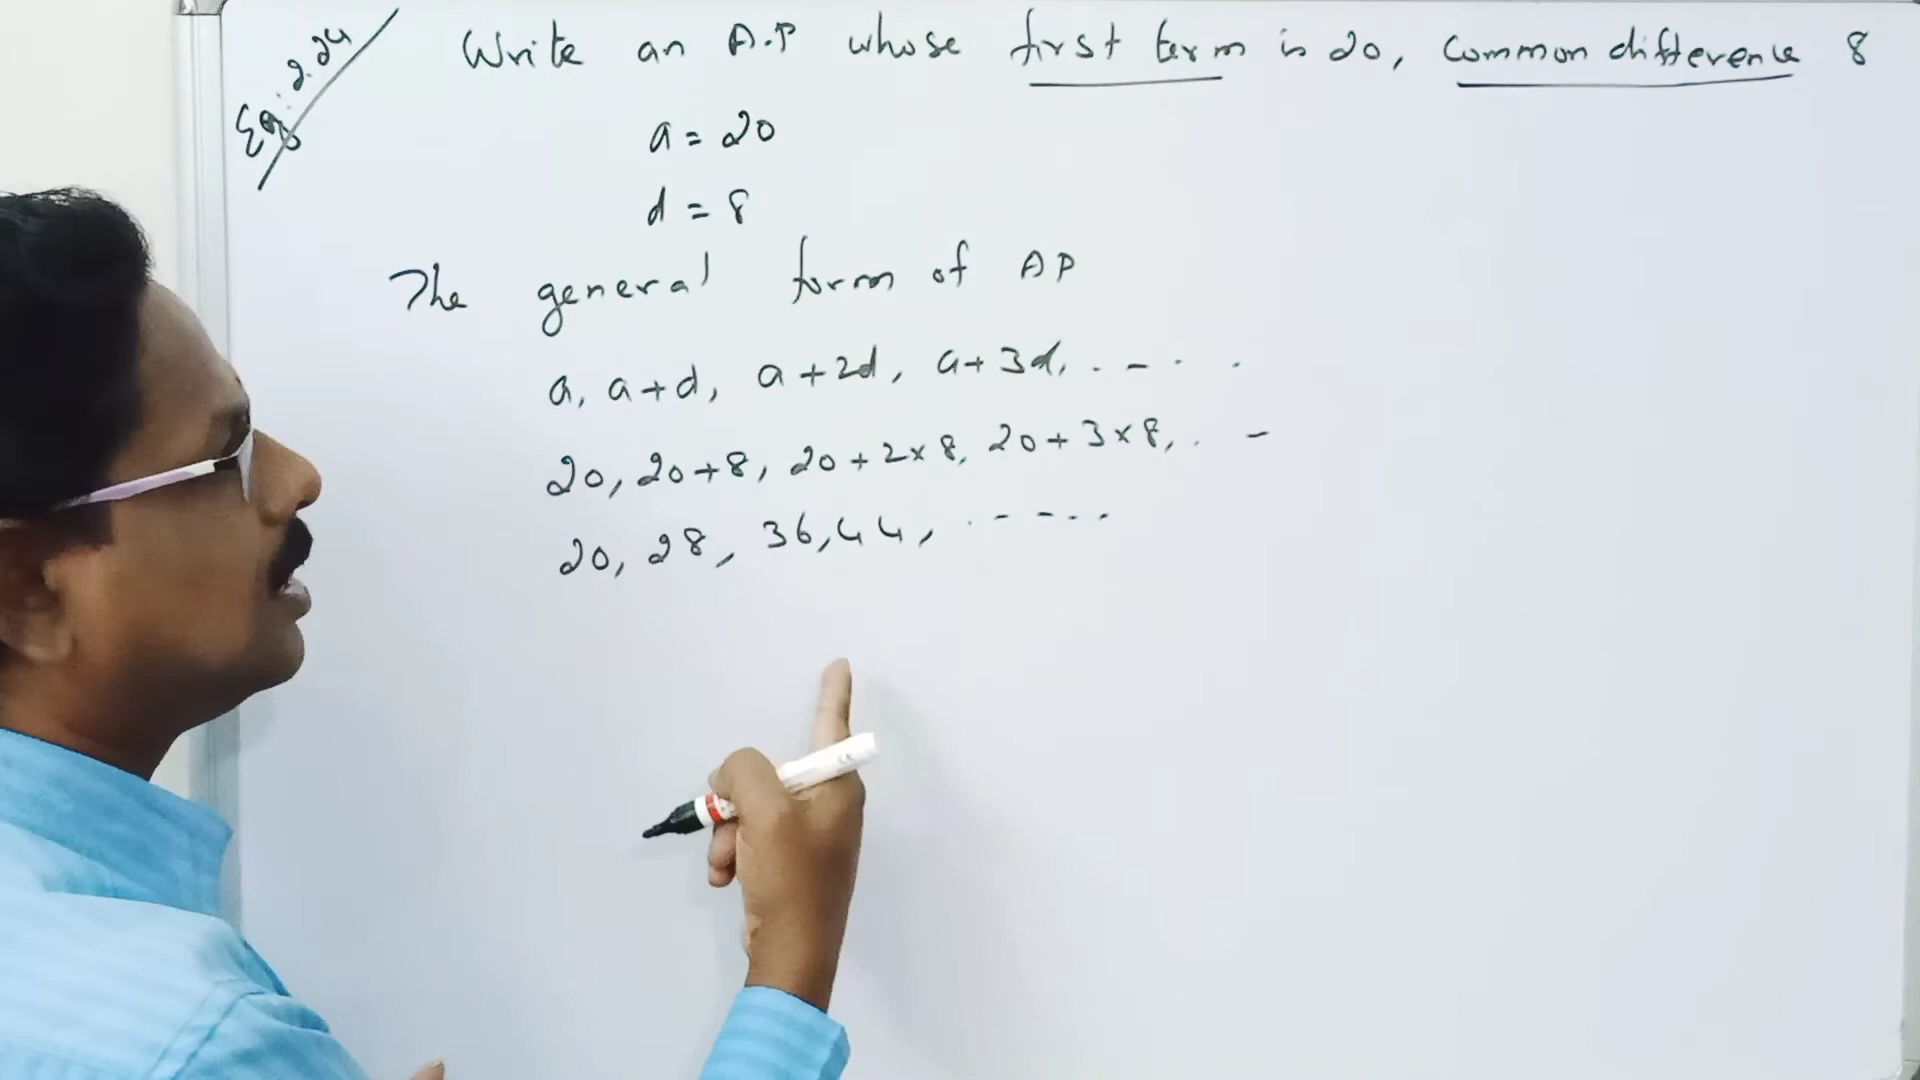 Eg: 2.24
Write an A.P whose first term is 20, common difference 8
a = 20
d = 8
The general form of AP
a, a+d, a+2d, a+3d, . - . .
20, 20+8, 20+2×8, 20+3×8, . -
20, 28, 36, 44, . - - . .